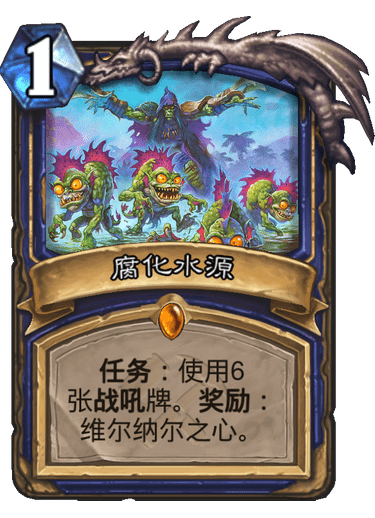 1
腐化水源
任务：使用6
张战吼牌。奖励：
维尔纳尔之心。